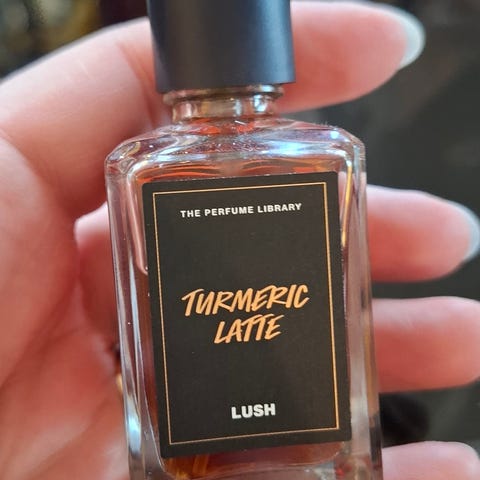 THE PERFUME LIBRARY
TURMERIC
LATTE
LUSH